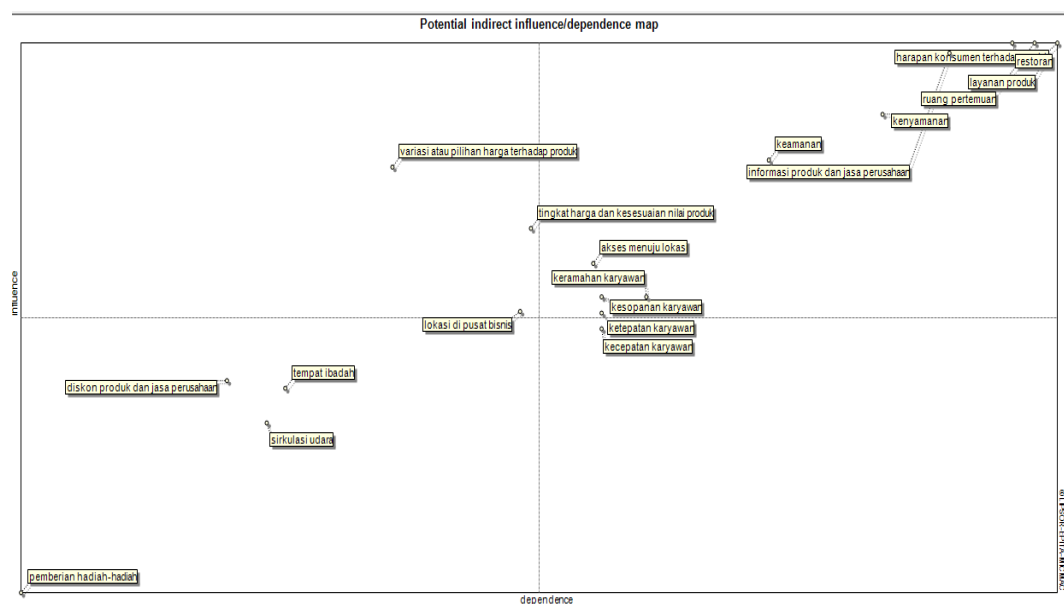 Potential indirect influence/dependence map
harapan konsumen terhada
restoran
layanan produk
ruang pertemuan
kenyamanan
keamanan
variasi atau pilihan harga terhadap produk
informasi produk dan jasa perusahaan
tingkat harga dan kesesuaian nilai produk
akses menuju lokasi
keramahan karyawan
influence
kesopanan karyawan
lokasi di pusat bisnis
ketepatan karyawan
kecepatan karyawan
tempat ibadah
diskon produk dan jasa perusahaan
sirkulasi udara
pemberian hadiah-hadiah
dependence